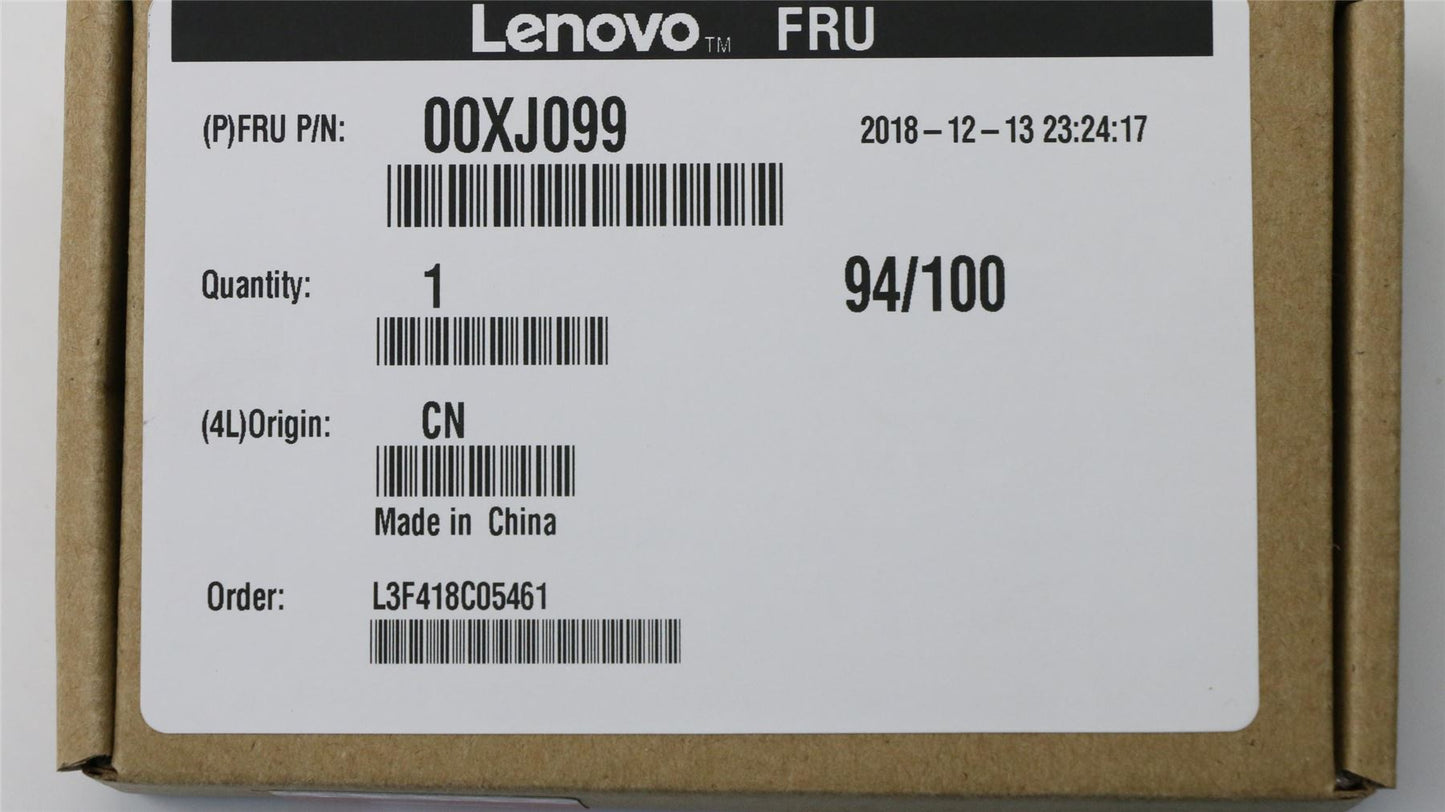 Lenovo™ FRU
(P)FRU P/N: 00XJ099 2018-12-13 23:24:17
Quantity: 1 94/100
(4L)Origin: CN
Made in China
Order: L3F418C05461